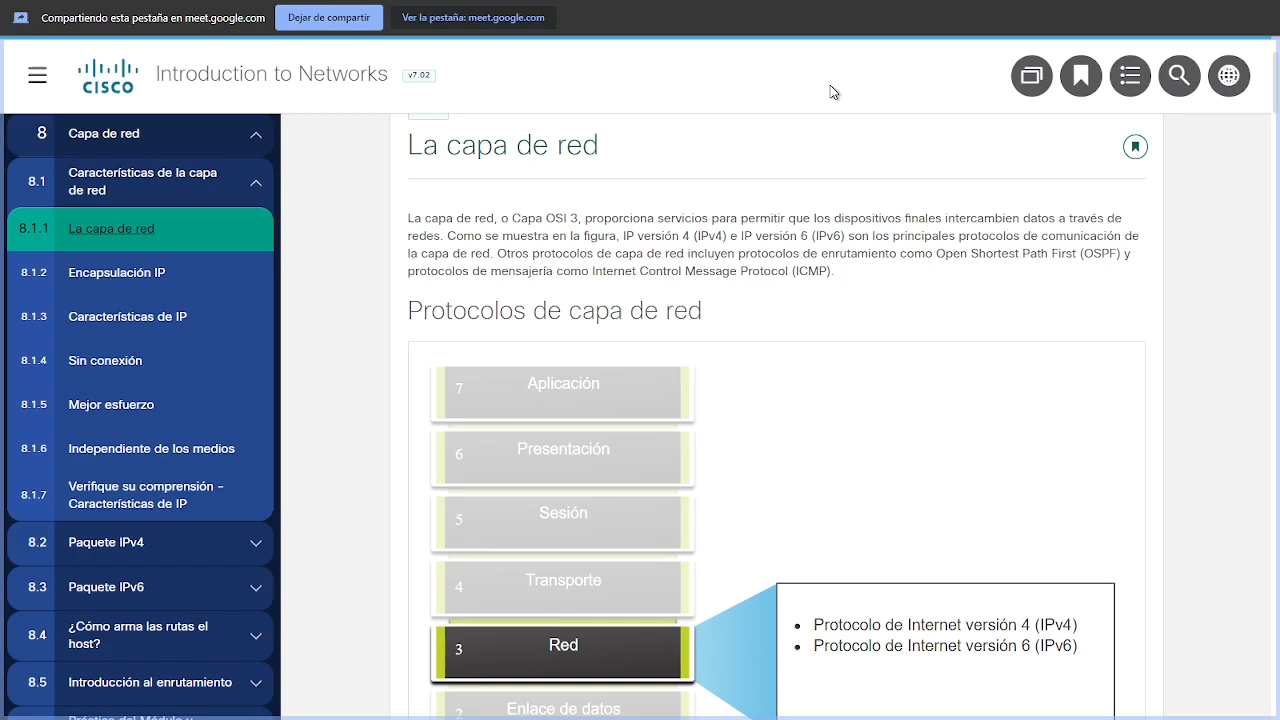 Compartiendo esta pestaña en meet.google.com
Dejar de compartir
Ver la pestaña: meet.google.com
CISCO
Introduction to Networks
v7.02
8 Capa de red
8.1 Características de la capa
de red
8.1.1 La capa de red
8.1.2 Encapsulación IP
8.1.3 Características de IP
8.1.4 Sin conexión
8.1.5 Mejor esfuerzo
8.1.6 Independiente de los medios
8.1.7 Verifique su comprensión –
Características de IP
8.2 Paquete IPv4
8.3 Paquete IPv6
8.4 ¿Cómo arma las rutas el
host?
8.5 Introducción al enrutamiento
Práctica del Módulo y
La capa de red
La capa de red, o Capa OSI 3, proporciona servicios para permitir que los dispositivos finales intercambien datos a través de
redes. Como se muestra en la figura, IP versión 4 (IPv4) e IP versión 6 (IPv6) son los principales protocolos de comunicación de
la capa de red. Otros protocolos de capa de red incluyen protocolos de enrutamiento como Open Shortest Path First (OSPF) y
protocolos de mensajería como Internet Control Message Protocol (ICMP).
Protocolos de capa de red
7 Aplicación
6 Presentación
5 Sesión
4 Transporte
3 Red
2 Enlace de datos
• Protocolo de Internet versión 4 (IPv4)
• Protocolo de Internet versión 6 (IPv6)